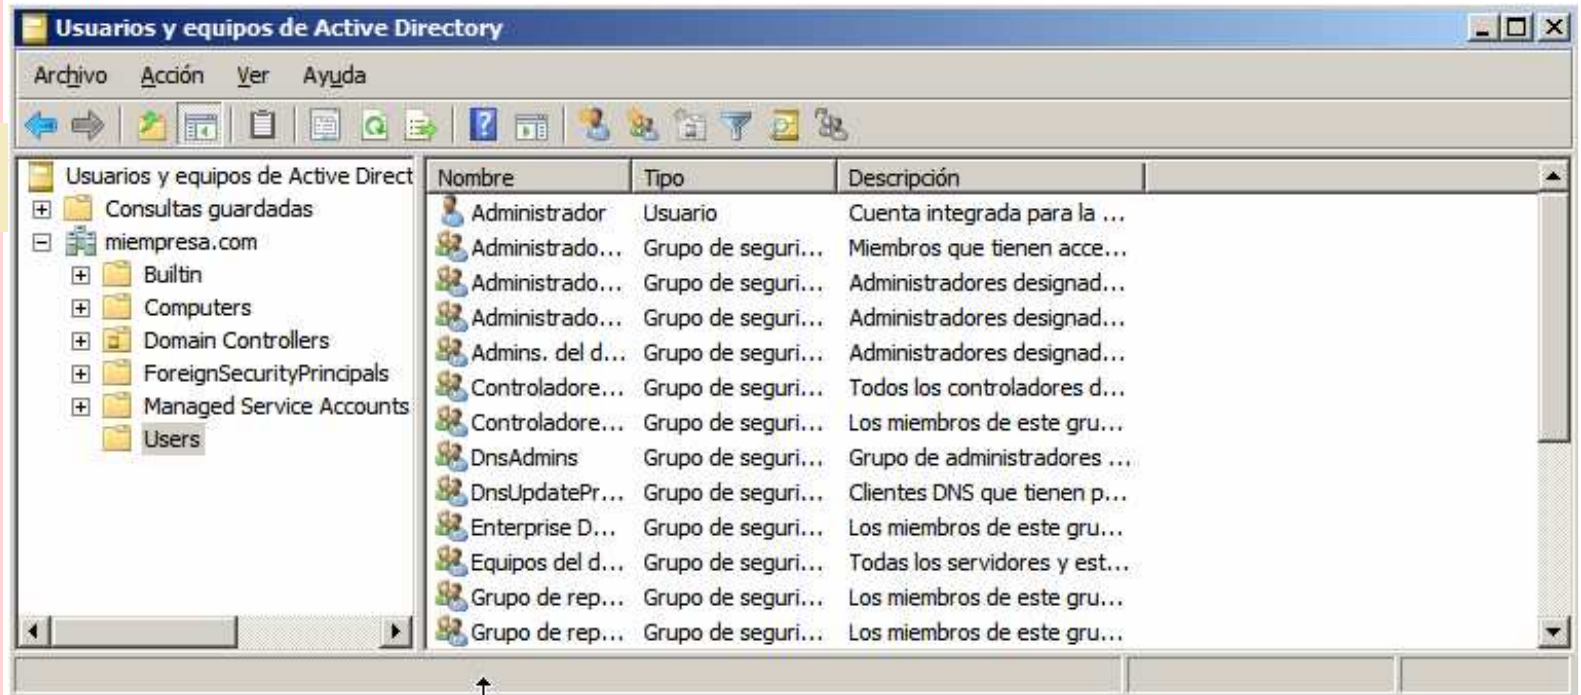 Usuarios y equipos de Active Directory
Archivo Acción Ver Ayuda
Usuarios y equipos de Active Direct
Consultas guardadas
miempresa.com
Builtin
Computers
Domain Controllers
ForeignSecurityPrincipals
Managed Service Accounts
Users
Nombre Tipo Descripción
Administrador Usuario Cuenta integrada para la ...
Administrado... Grupo de seguri... Miembros que tienen acce...
Administrado... Grupo de seguri... Administradores designad...
Administrado... Grupo de seguri... Administradores designad...
Admins. del d... Grupo de seguri... Administradores designad...
Controladore... Grupo de seguri... Todos los controladores d...
Controladore... Grupo de seguri... Los miembros de este gru...
DnsAdmins Grupo de seguri... Grupo de administradores ...
DnsUpdatePr... Grupo de seguri... Clientes DNS que tienen p...
Enterprise D... Grupo de seguri... Los miembros de este gru...
Equipos del d... Grupo de seguri... Todas los servidores y est...
Grupo de rep... Grupo de seguri... Los miembros de este gru...
Grupo de rep... Grupo de seguri... Los miembros de este gru...